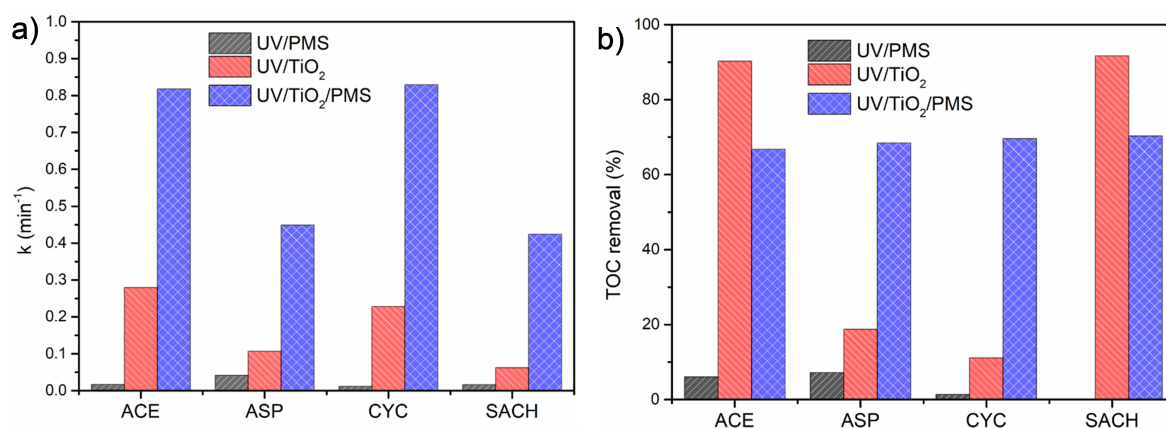 a)
k (min⁻¹)
1.0
0.9
0.8
0.7
0.6
0.5
0.4
0.3
0.2
0.1
0.0
UV/PMS
UV/TiO₂
UV/TiO₂/PMS
ACE ASP CYC SACH
b)
TOC removal (%)
100
80
60
40
20
0
UV/PMS
UV/TiO₂
UV/TiO₂/PMS
ACE ASP CYC SACH